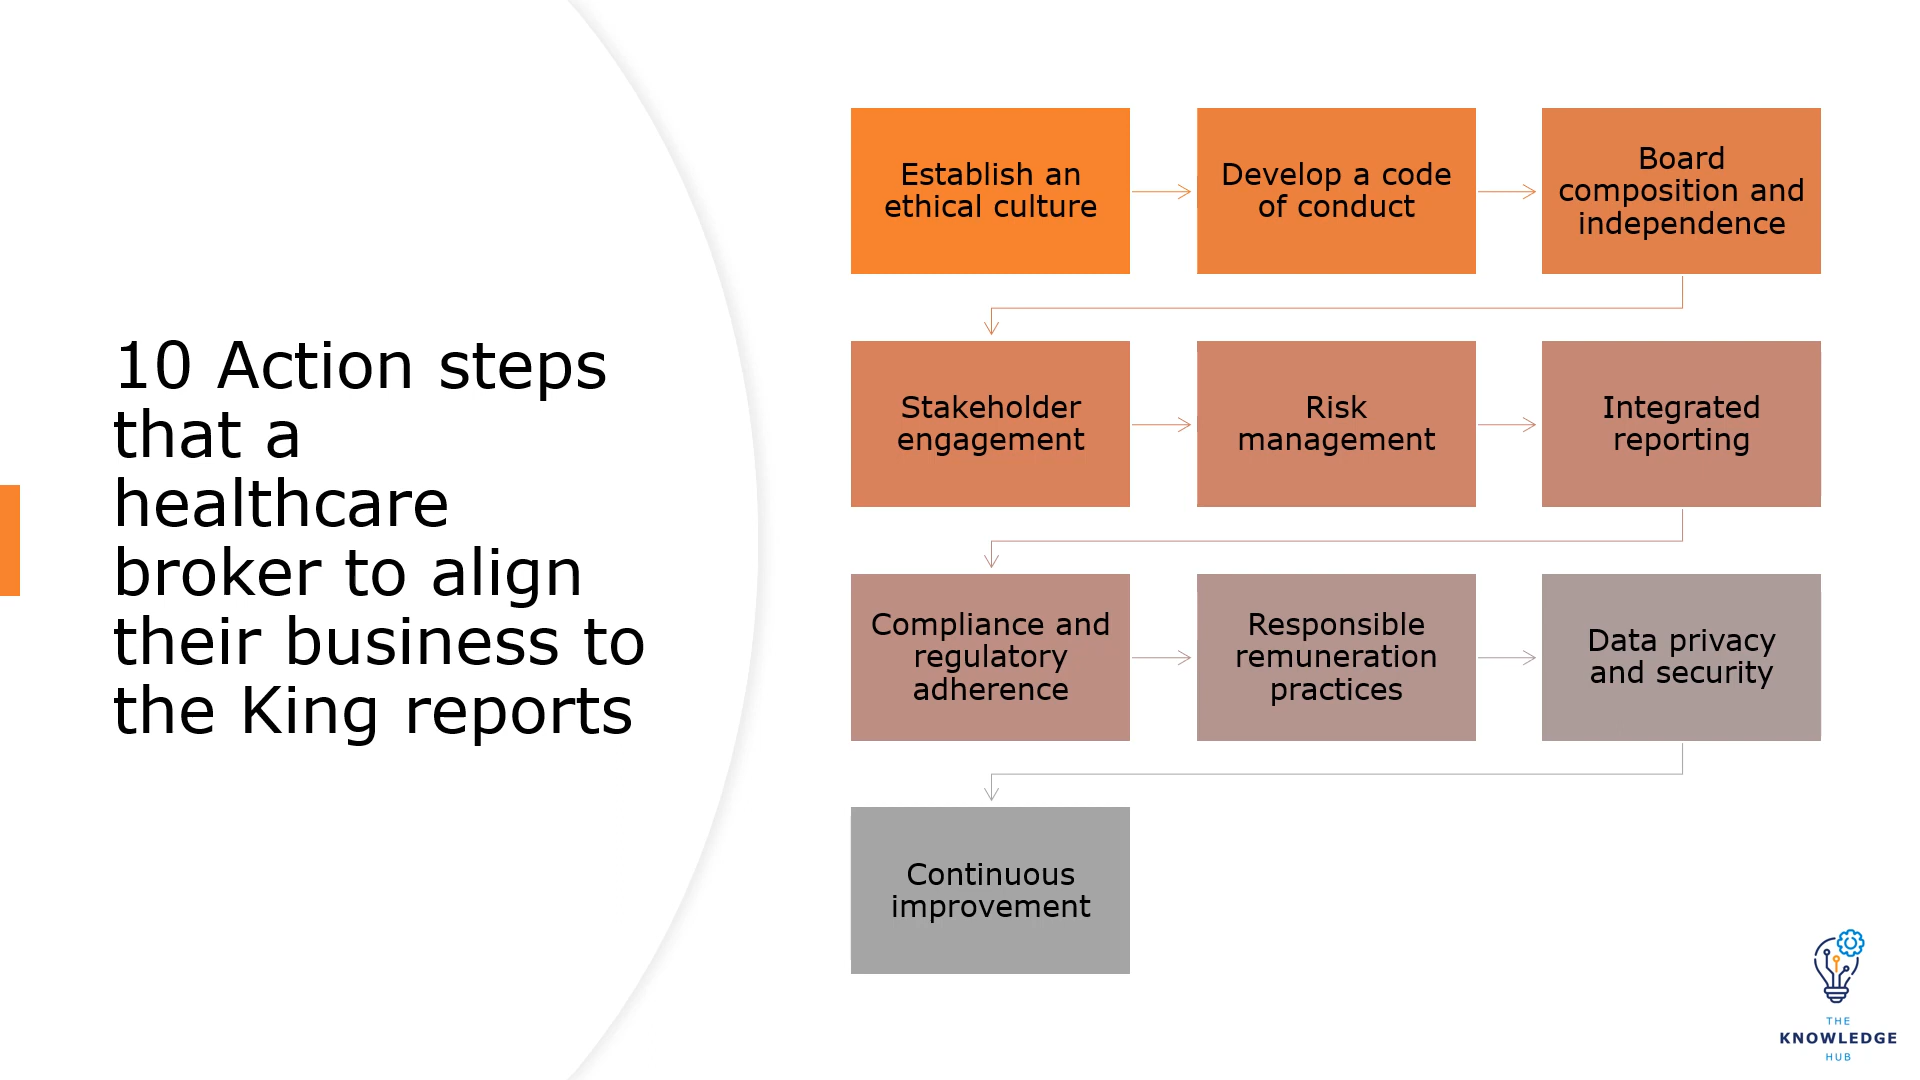 10 Action steps
that a
healthcare
broker to align
their business to
the King reports
Establish an
ethical culture
Develop a code
of conduct
Board
composition and
independence
Stakeholder
engagement
Risk
management
Integrated
reporting
Compliance and
regulatory
adherence
Responsible
remuneration
practices
Data privacy
and security
Continuous
improvement
THE
KNOWLEDGE
HUB